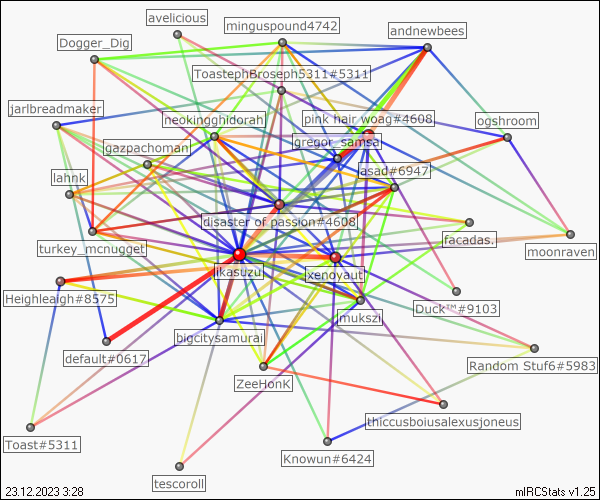 avelicious
minguspound4742
andnewbees
Dogger_Dig
ToastephBroseph5311#5311
jarlbreadmaker
neokingghidorah
pink hair woag#4608
ogshroom
gregor_samsa
gazpachoman
asad#6947
lahnk
disaster of passion#4608
turkey_mcnugget
facadas.
moonraven
ikasuzu
xenoyaut
Heighleaigh#8575
Duck™#9103
mukszi
bigcitysamurai
default#0617
Random Stuf6#5983
ZeeHonK
thiccusboiusalexusjoneus
Toast#5311
Knowun#6424
tescoroll
23.12.2023 3:28
mIRCStats v1.25